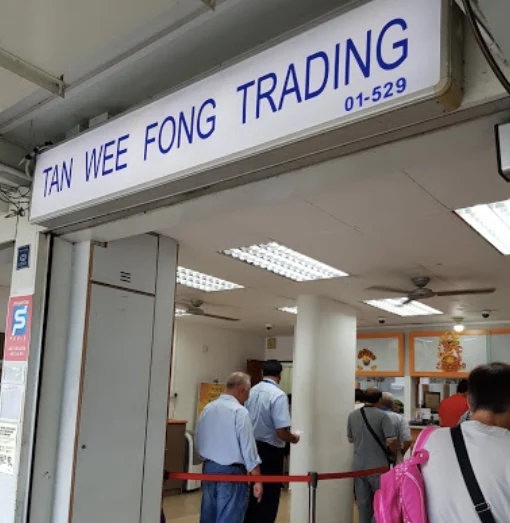 TAN WEE FONG TRADING
01-529